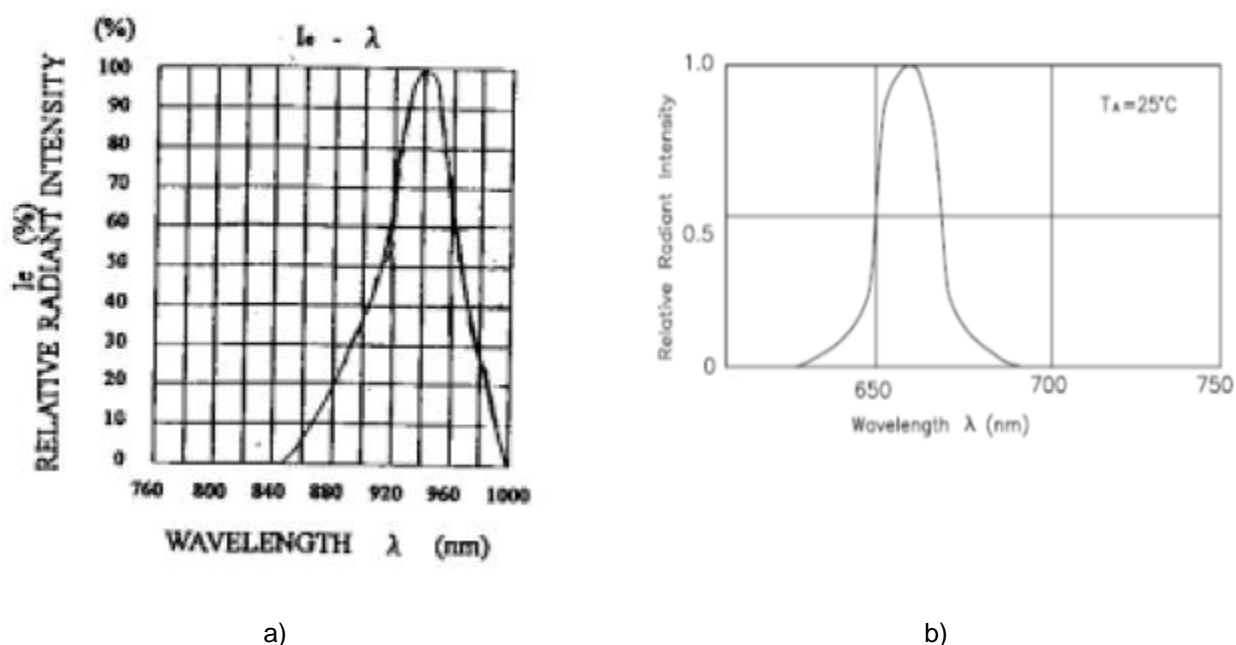 (%)
Ie - λ
100
90
80
70
60
50
40
30
20
10
0
Ie (%)
RELATIVE RADIANT INTENSITY
760 800 840 880 920 960 1000
WAVELENGTH λ (nm)
a)
1.0
0.5
0
Relative Radiant Intensity
TA=25°C
650 700 750
Wavelength λ (nm)
b)